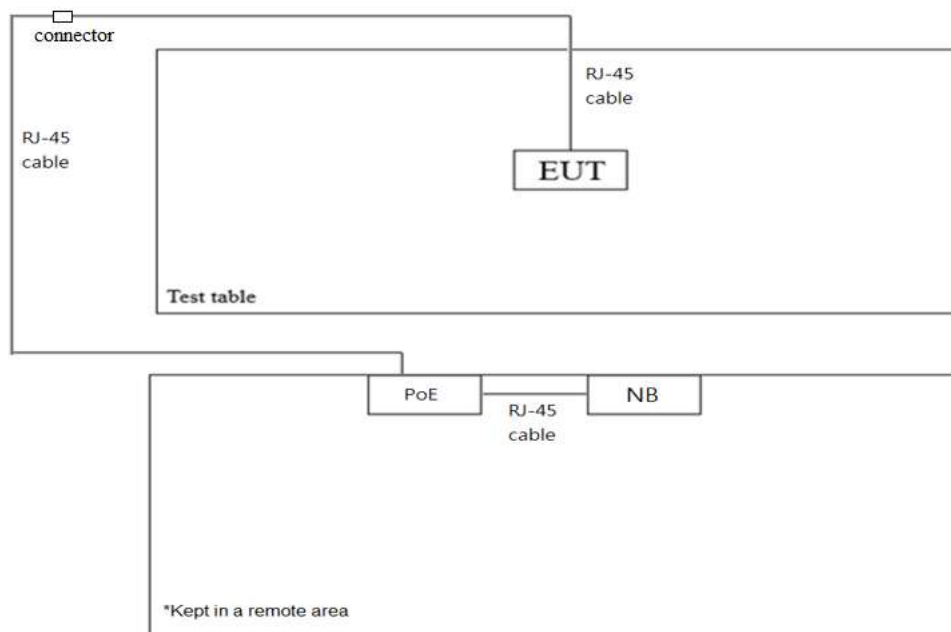 connector
RJ-45
cable
RJ-45
cable
EUT
Test table
PoE
RJ-45
cable
NB
*Kept in a remote area